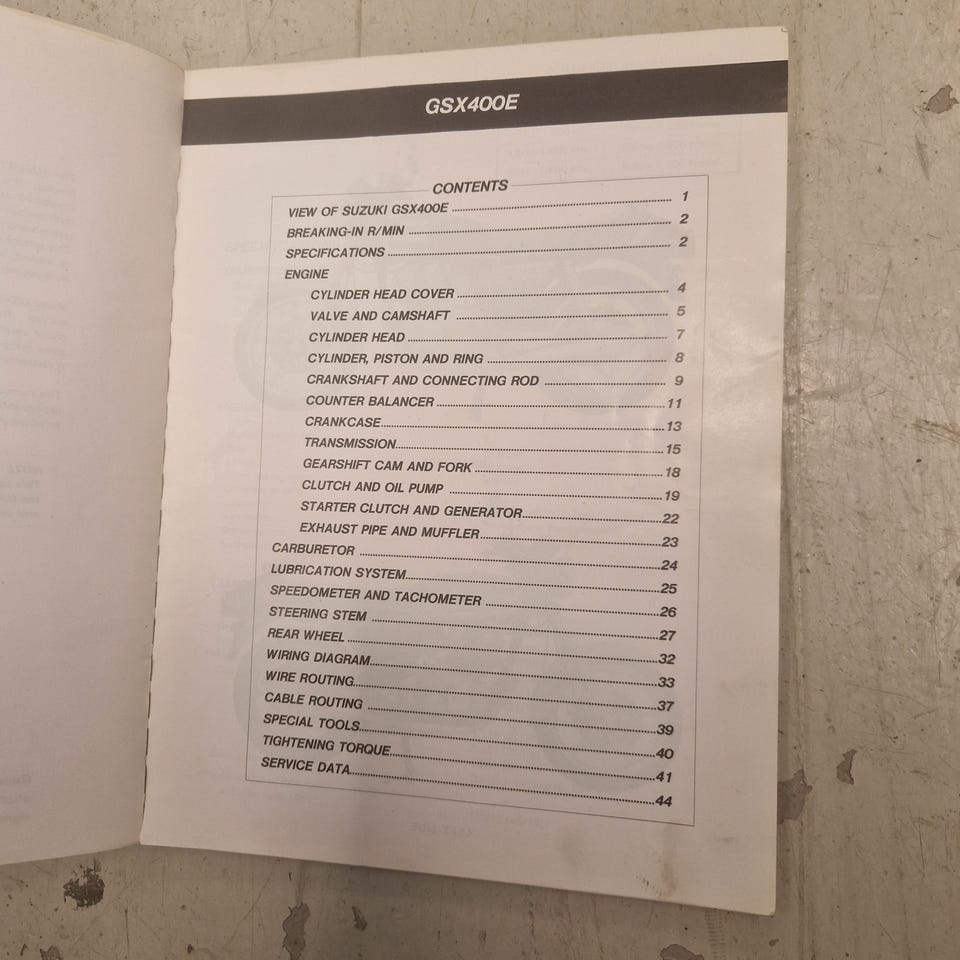 GSX400E
CONTENTS
VIEW OF SUZUKI GSX400E ........ 1
BREAKING-IN R/MIN ........ 2
SPECIFICATIONS ........ 2
ENGINE
CYLINDER HEAD COVER ........ 4
VALVE AND CAMSHAFT ........ 5
CYLINDER HEAD ........ 7
CYLINDER, PISTON AND RING ........ 8
CRANKSHAFT AND CONNECTING ROD ........ 9
COUNTER BALANCER ........ 11
CRANKCASE ........ 13
TRANSMISSION ........ 15
GEARSHIFT CAM AND FORK ........ 18
CLUTCH AND OIL PUMP ........ 19
STARTER CLUTCH AND GENERATOR ........ 22
EXHAUST PIPE AND MUFFLER ........ 23
CARBURETOR ........ 24
LUBRICATION SYSTEM ........ 25
SPEEDOMETER AND TACHOMETER ........ 26
STEERING STEM ........ 27
REAR WHEEL ........ 32
WIRING DIAGRAM ........ 33
WIRE ROUTING ........ 37
CABLE ROUTING ........ 39
SPECIAL TOOLS ........ 40
TIGHTENING TORQUE ........ 41
SERVICE DATA ........ 44